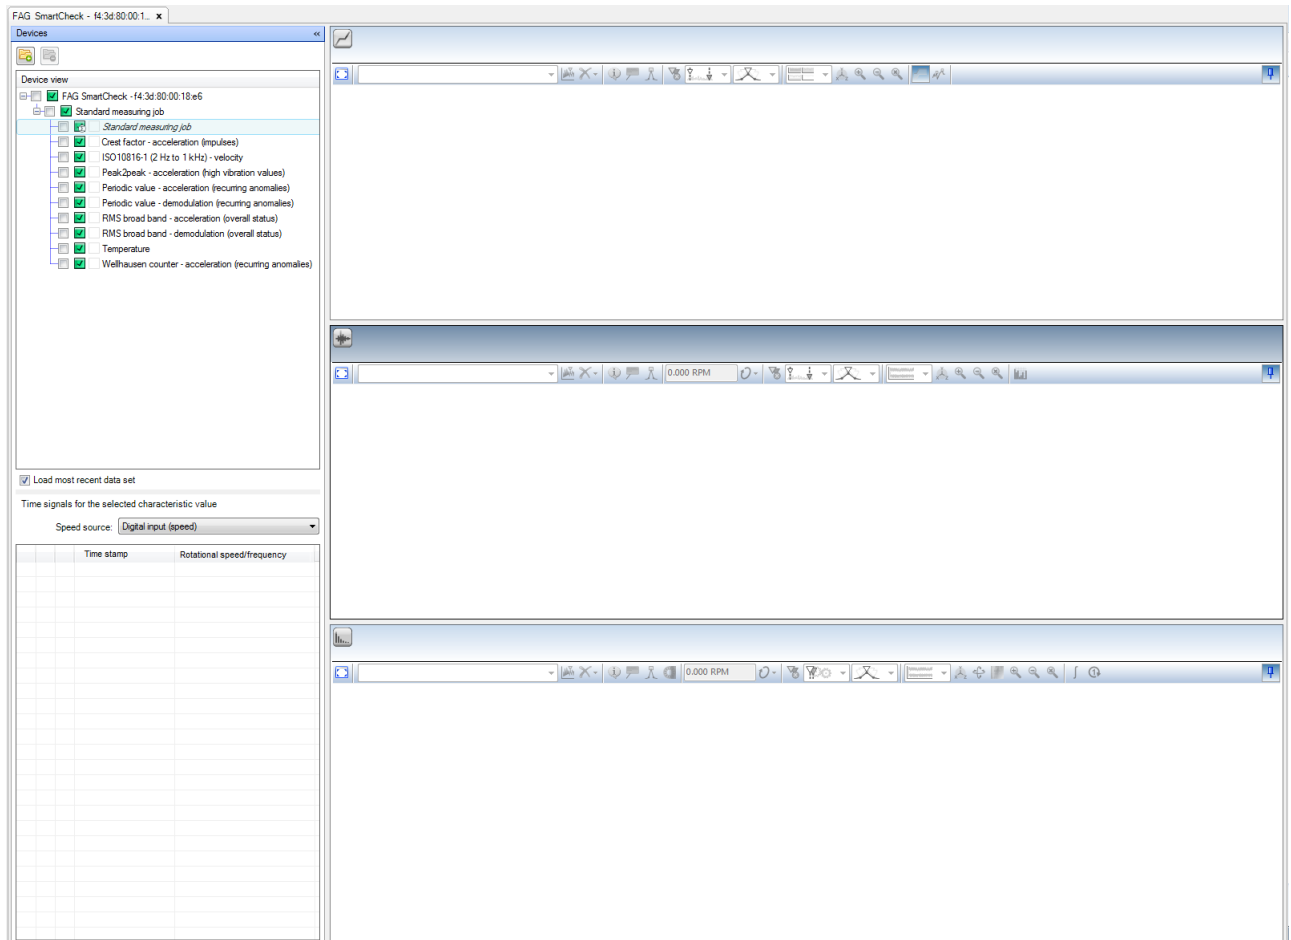 FAG SmartCheck - f4:3d:80:00:1... x
Devices «
Device view
FAG SmartCheck - f4:3d:80:00:18:e6
Standard measuring job
Standard measuring job
Crest factor - acceleration (impulses)
ISO10816-1 (2 Hz to 1 kHz) - velocity
Peak2peak - acceleration (high vibration values)
Periodic value - acceleration (recurring anomalies)
Periodic value - demodulation (recurring anomalies)
RMS broad band - acceleration (overall status)
RMS broad band - demodulation (overall status)
Temperature
Wellhausen counter - acceleration (recurring anomalies)
Load most recent data set
Time signals for the selected characteristic value
Speed source: Digital input (speed)
Time stamp Rotational speed/frequency
0.000 RPM
0.000 RPM